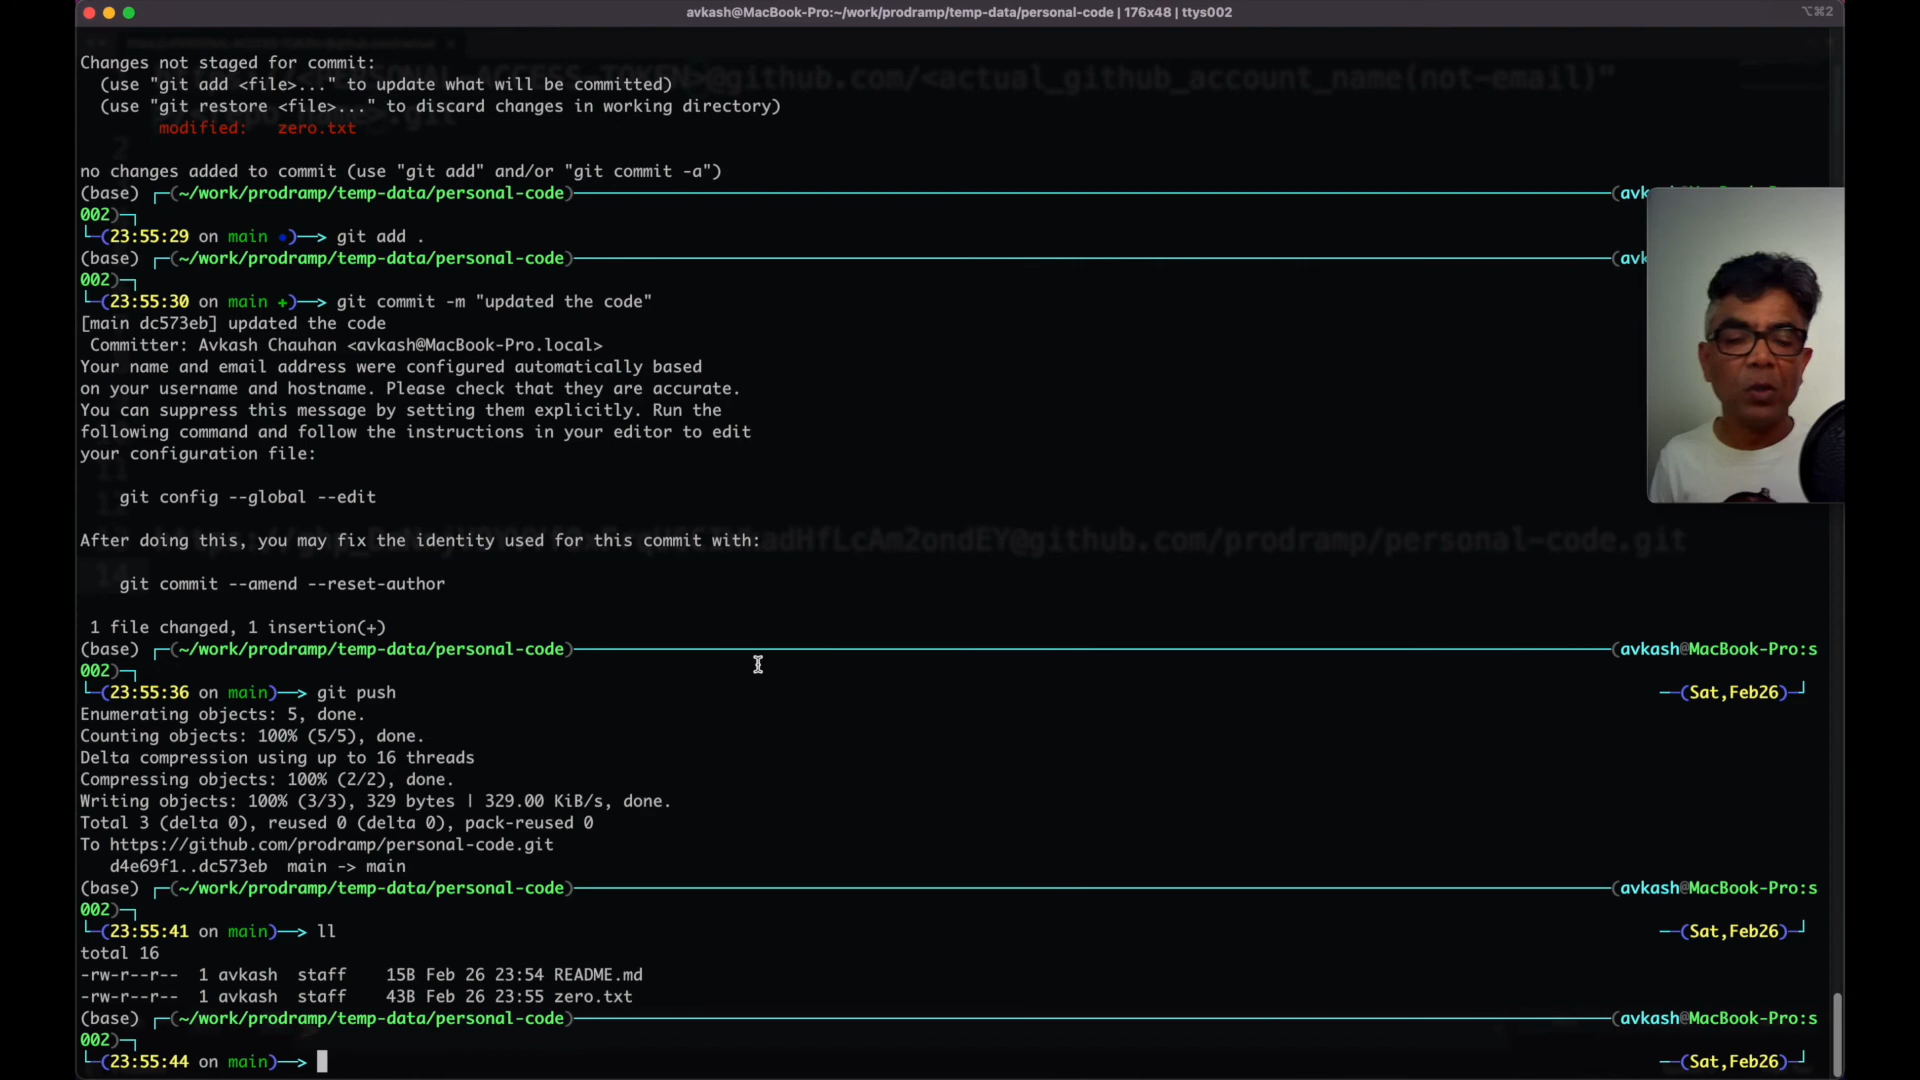 avkash@MacBook-Pro:~/work/prodramp/temp-data/personal-code | 176x48 | ttys002
⌥⌘2
Changes not staged for commit:
@github.com/<actual_github_account_name(not-email)"
(use "git add <file>..." to update what will be committed)
(use "git restore <file>..." to discard changes in working directory)
modified: zero.txt
2
no changes added to commit (use "git add" and/or "git commit -a")
(base) ┌─(~/work/prodramp/temp-data/personal-code)───(avk
002)─┐
└─(23:55:29 on main ●)──> git add .
(base) ┌─(~/work/prodramp/temp-data/personal-code)───(avk
002)─┐
└─(23:55:30 on main +)──> git commit -m "updated the code"
[main dc573eb] updated the code
Committer: Avkash Chauhan <avkash@MacBook-Pro.local>
Your name and email address were configured automatically based
on your username and hostname. Please check that they are accurate.
You can suppress this message by setting them explicitly. Run the
following command and follow the instructions in your editor to edit
your configuration file:
git config --global --edit
After doing this, you may fix the identity used for this commit with:
@github.com/prodramp/personal-code.git
git commit --amend --reset-author
1 file changed, 1 insertion(+)
(base) ┌─(~/work/prodramp/temp-data/personal-code)───(avkash@MacBook-Pro:s
002)─┐
└─(23:55:36 on main)──> git push ─(Sat,Feb26)─┘
Enumerating objects: 5, done.
Counting objects: 100% (5/5), done.
Delta compression using up to 16 threads
Compressing objects: 100% (2/2), done.
Writing objects: 100% (3/3), 329 bytes | 329.00 KiB/s, done.
Total 3 (delta 0), reused 0 (delta 0), pack-reused 0
To https://github.com/prodramp/personal-code.git
d4e69f1..dc573eb main -> main
(base) ┌─(~/work/prodramp/temp-data/personal-code)───(avkash@MacBook-Pro:s
002)─┐
└─(23:55:41 on main)──> ll ─(Sat,Feb26)─┘
total 16
-rw-r--r-- 1 avkash staff 15B Feb 26 23:54 README.md
-rw-r--r-- 1 avkash staff 43B Feb 26 23:55 zero.txt
(base) ┌─(~/work/prodramp/temp-data/personal-code)───(avkash@MacBook-Pro:s
002)─┐
└─(23:55:44 on main)──> ─(Sat,Feb26)─┘